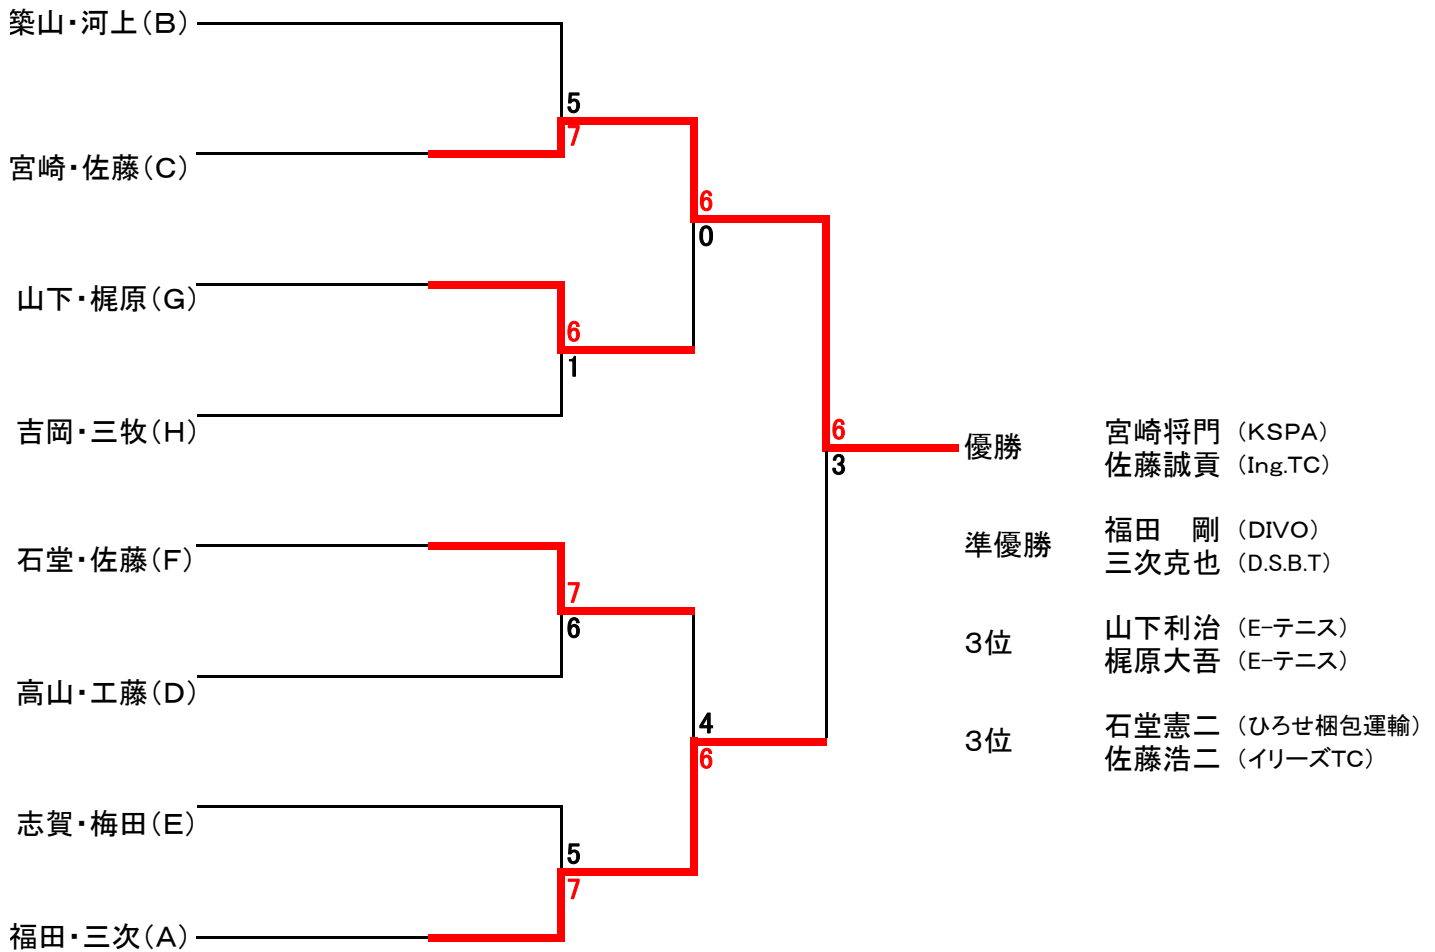 築山・河上(B)
5
7
宮崎・佐藤(C)
6
0
山下・梶原(G)
6
1
吉岡・三牧(H)
6
3
優勝
宮崎将門 (KSPA)
佐藤誠貢 (Ing.TC)
準優勝
福田　剛 (DIVO)
三次克也 (D.S.B.T)
石堂・佐藤(F)
7
6
3位
山下利治 (E-テニス)
梶原大吾 (E-テニス)
高山・工藤(D)
4
6
3位
石堂憲二 (ひろせ梱包運輸)
佐藤浩二 (イリーズTC)
志賀・梅田(E)
5
7
福田・三次(A)